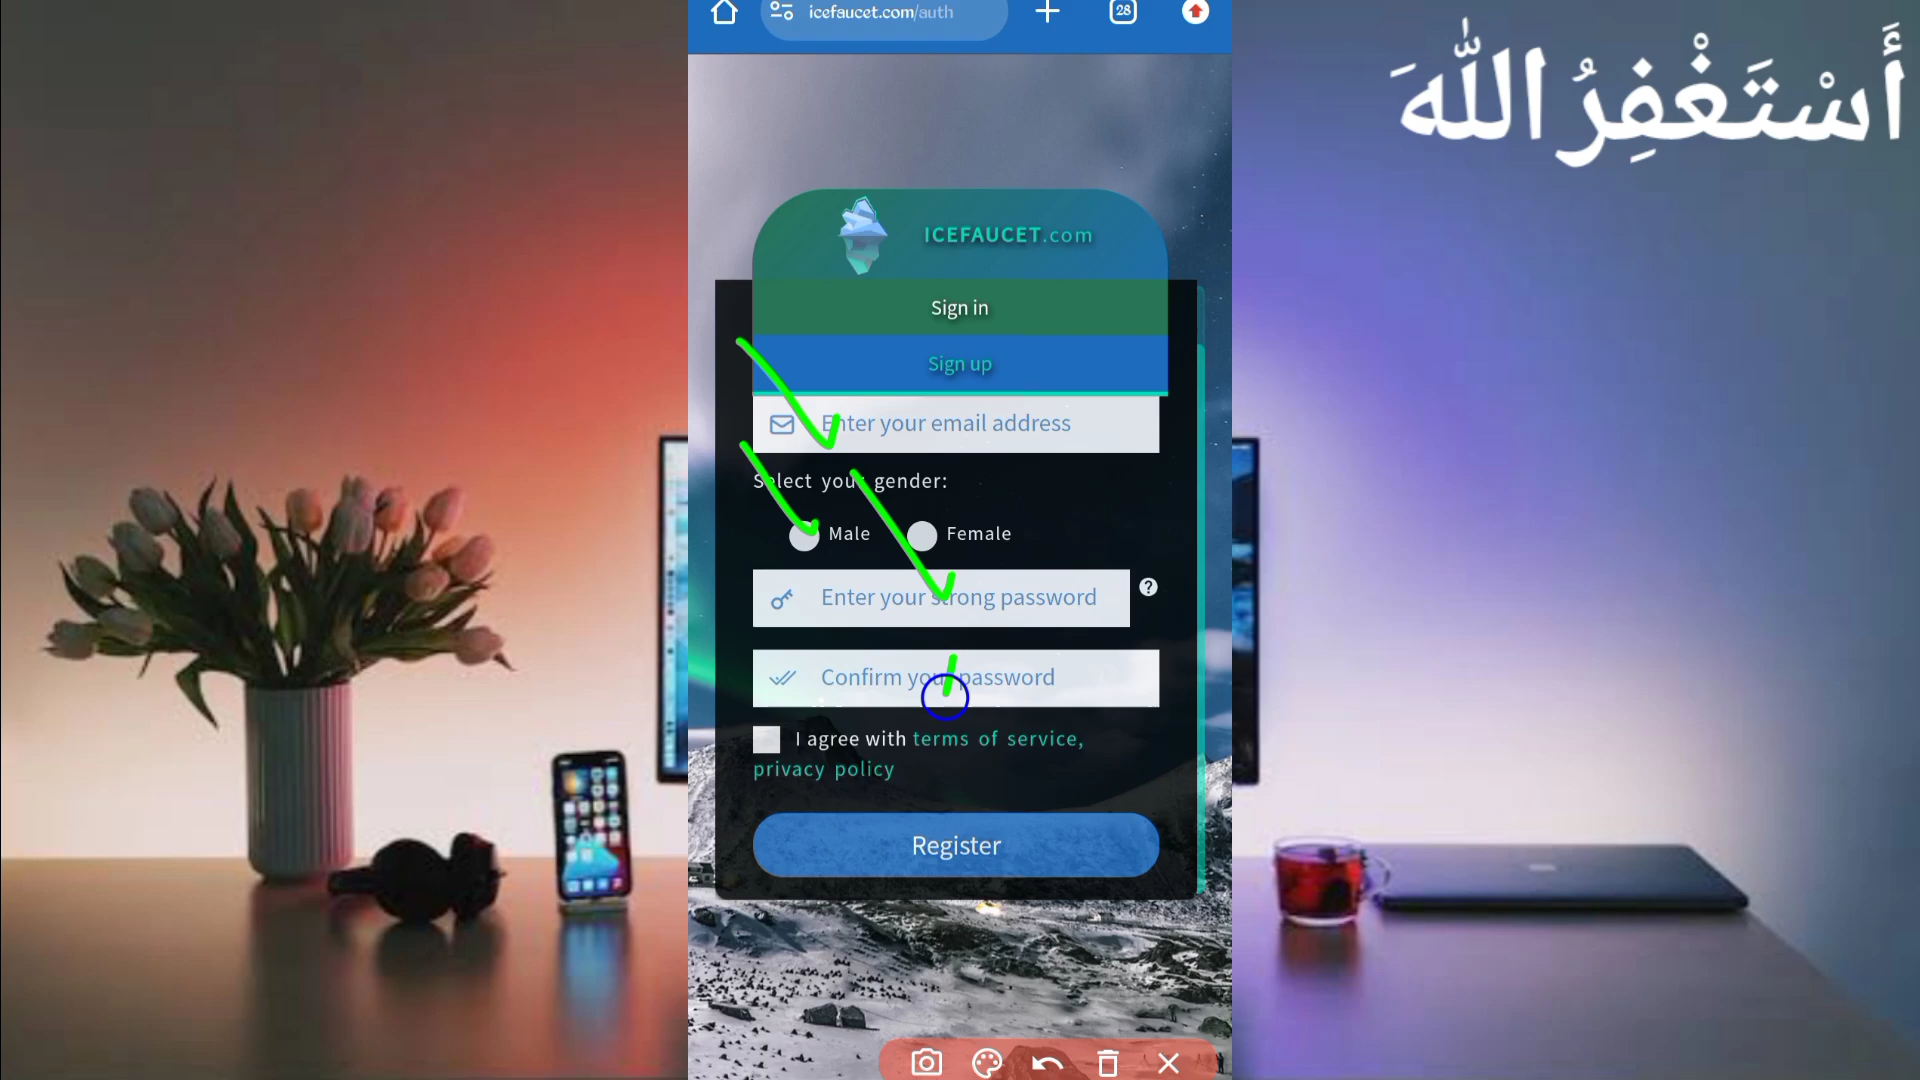 icefaucet.com/auth
28
أَسْتَغْفِرُ اللّٰهَ
ICEFAUCET.com
Sign in
Sign up
Enter your email address
Select your gender:
Male
Female
Enter your strong password
?
Confirm your password
I agree with terms of service,
privacy policy
Register